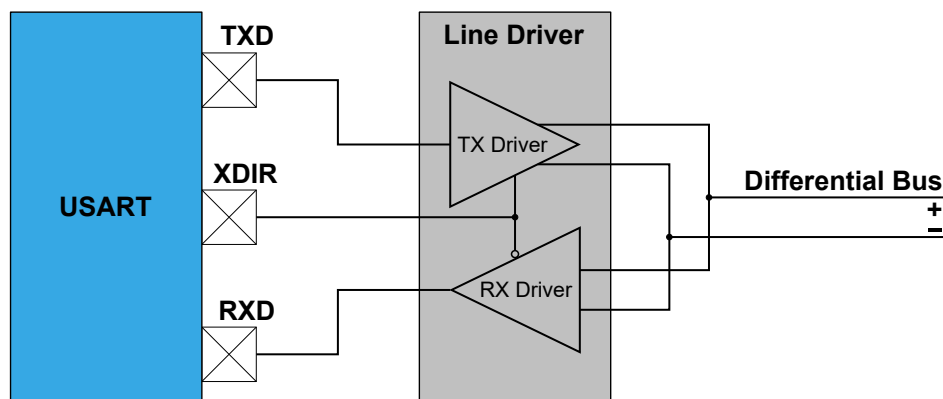 TXD
Line Driver
TX Driver
XDIR
USART
Differential Bus
+
−
RX Driver
RXD